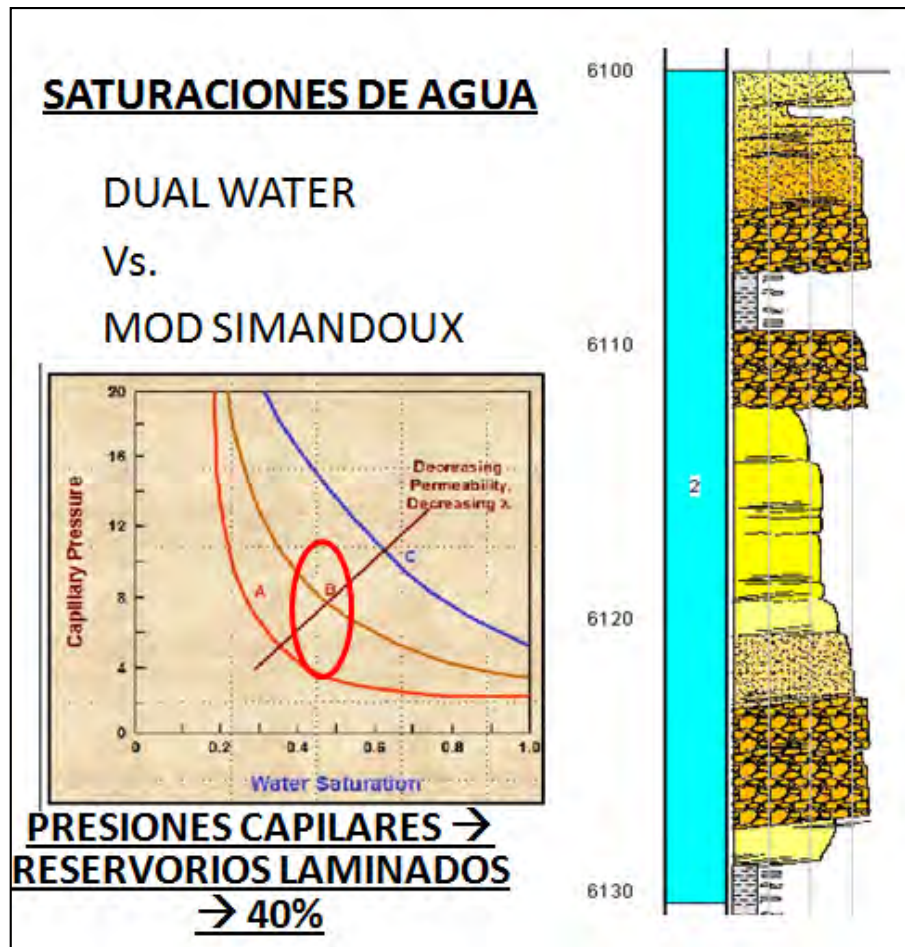 SATURACIONES DE AGUA
DUAL WATER
Vs.
MOD SIMANDOUX
20
16
12
8
4
0
Capillary Pressure
Decreasing
Permeability,
Decreasing λ
A
B
C
0
0.2
0.4
0.6
0.8
1.0
Water Saturation
PRESIONES CAPILARES →
RESERVORIOS LAMINADOS
→ 40%
6100
6110
2
6120
6130